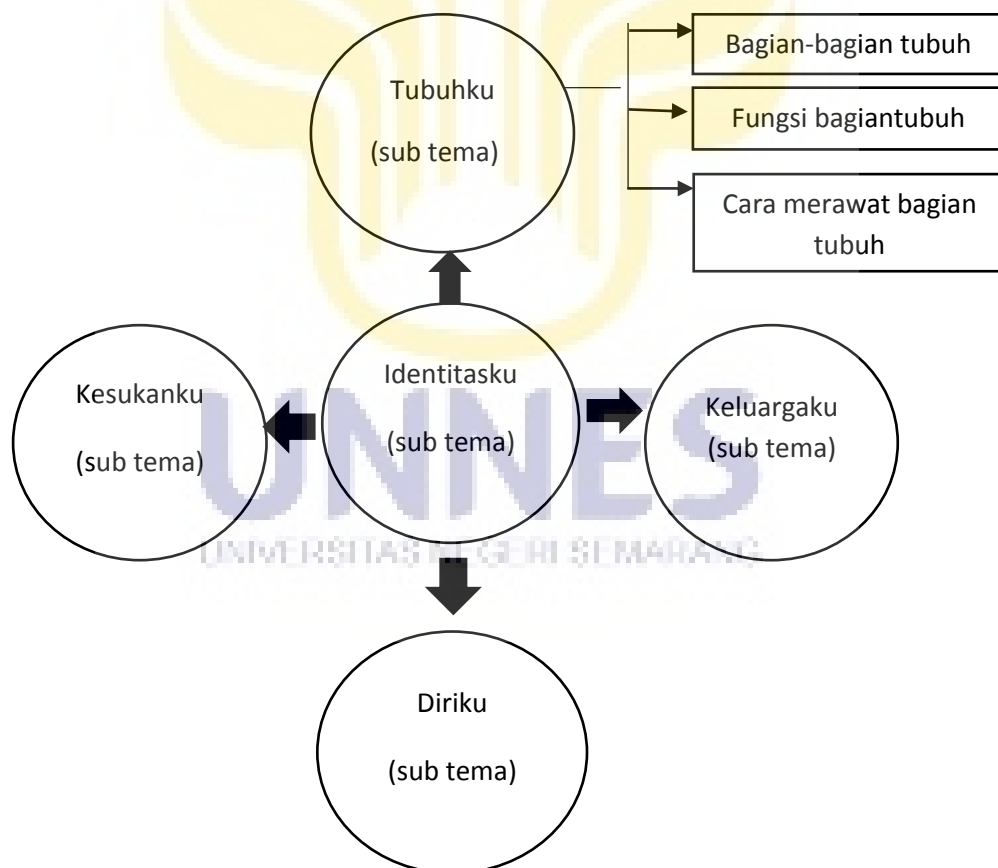 Tubuhku
(sub tema)
Bagian-bagian tubuh
Fungsi bagiantubuh
Cara merawat bagian
tubuh
Kesukanku
(sub tema)
Identitasku
(sub tema)
Keluargaku
(sub tema)
UNNES
UNIVERSITAS NEGERI SEMARANG
Diriku
(sub tema)